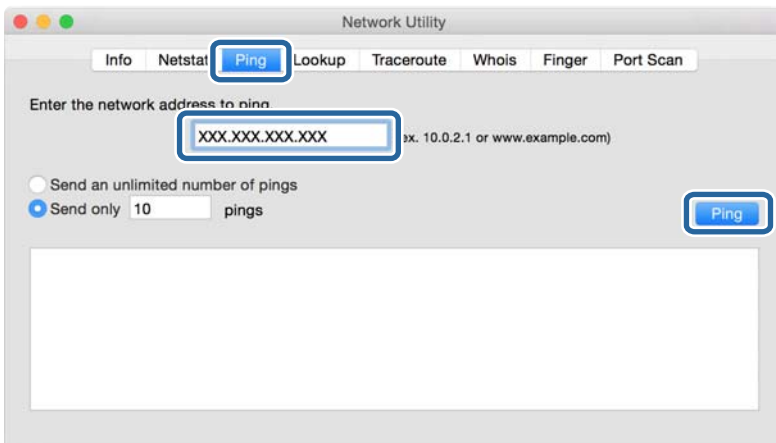 Network Utility
Info Netstat Ping Lookup Traceroute Whois Finger Port Scan
Enter the network address to ping.
XXX.XXX.XXX.XXX ex. 10.0.2.1 or www.example.com)
Send an unlimited number of pings
Send only 10 pings
Ping